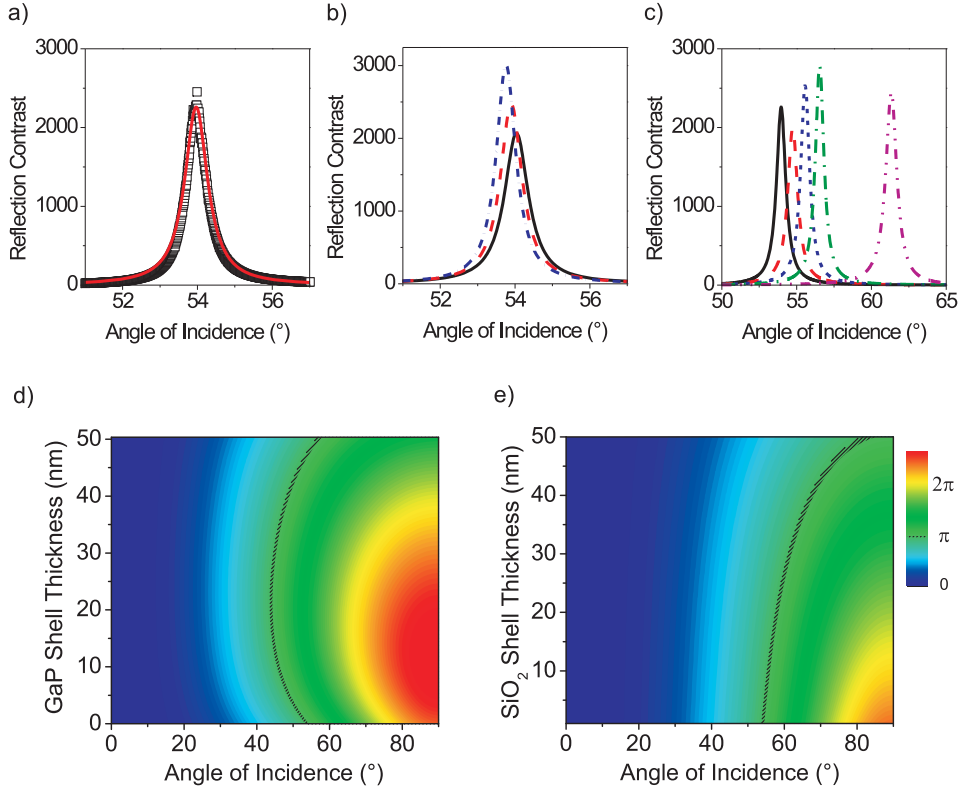 a)
b)
c)
3000
2000
1000
0
Reflection Contrast
52
54
56
Angle of Incidence (°)
3000
2000
1000
0
Reflection Contrast
52
54
56
Angle of Incidence (°)
3000
2000
1000
0
Reflection Contrast
50
55
60
65
Angle of Incidence (°)
d)
e)
50
40
30
20
10
0
GaP Shell Thickness (nm)
0
20
40
60
80
Angle of Incidence (°)
50
40
30
20
10
SiO2 Shell Thickness (nm)
0
20
40
60
80
Angle of Incidence (°)
2π
π
0